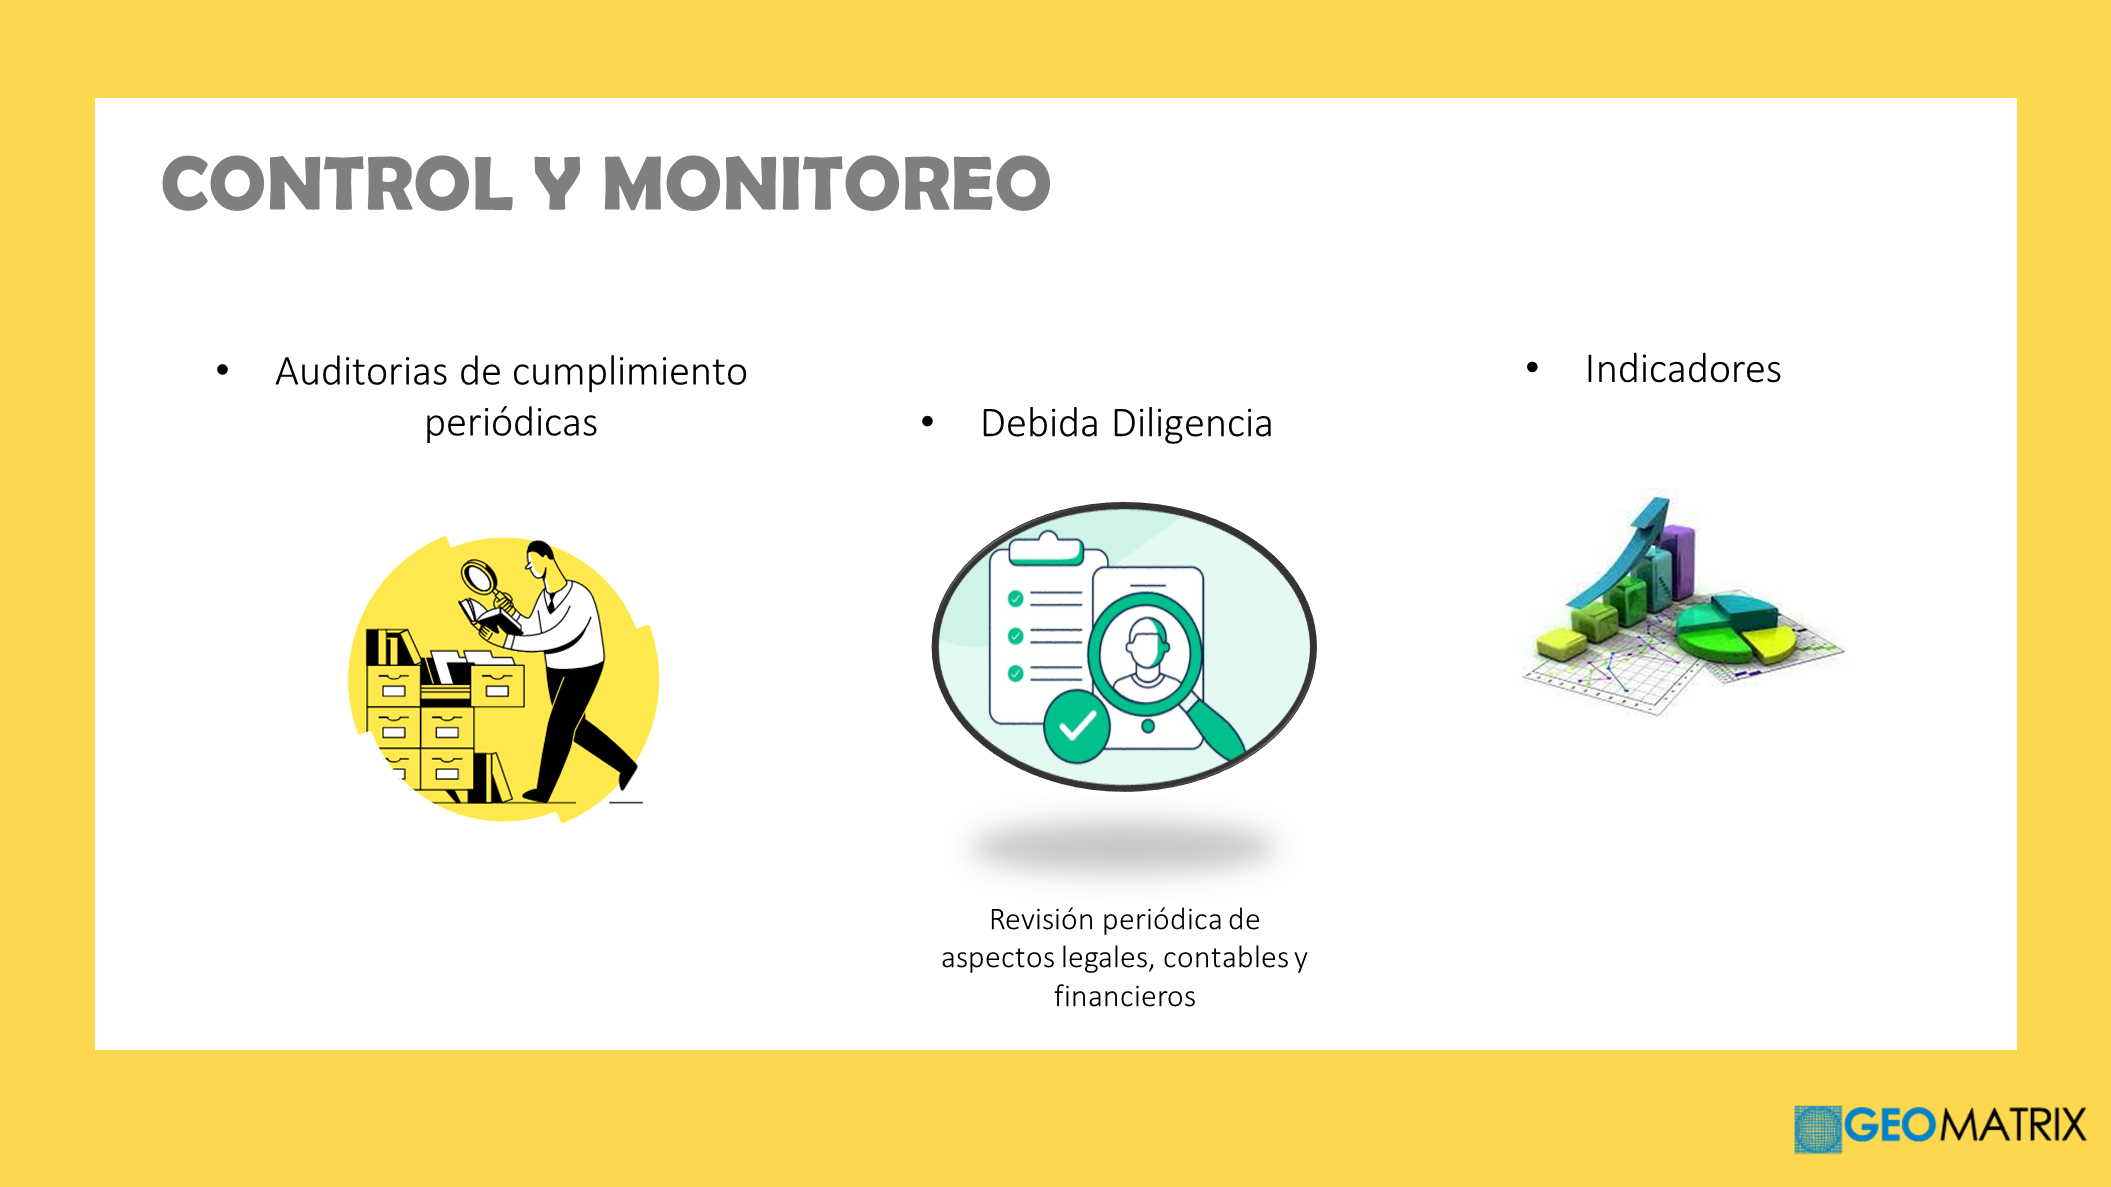 CONTROL Y MONITOREO
• Auditorias de cumplimiento
periódicas
• Debida Diligencia
Revisión periódica de
aspectos legales, contables y
financieros
• Indicadores
GEOMATRIX